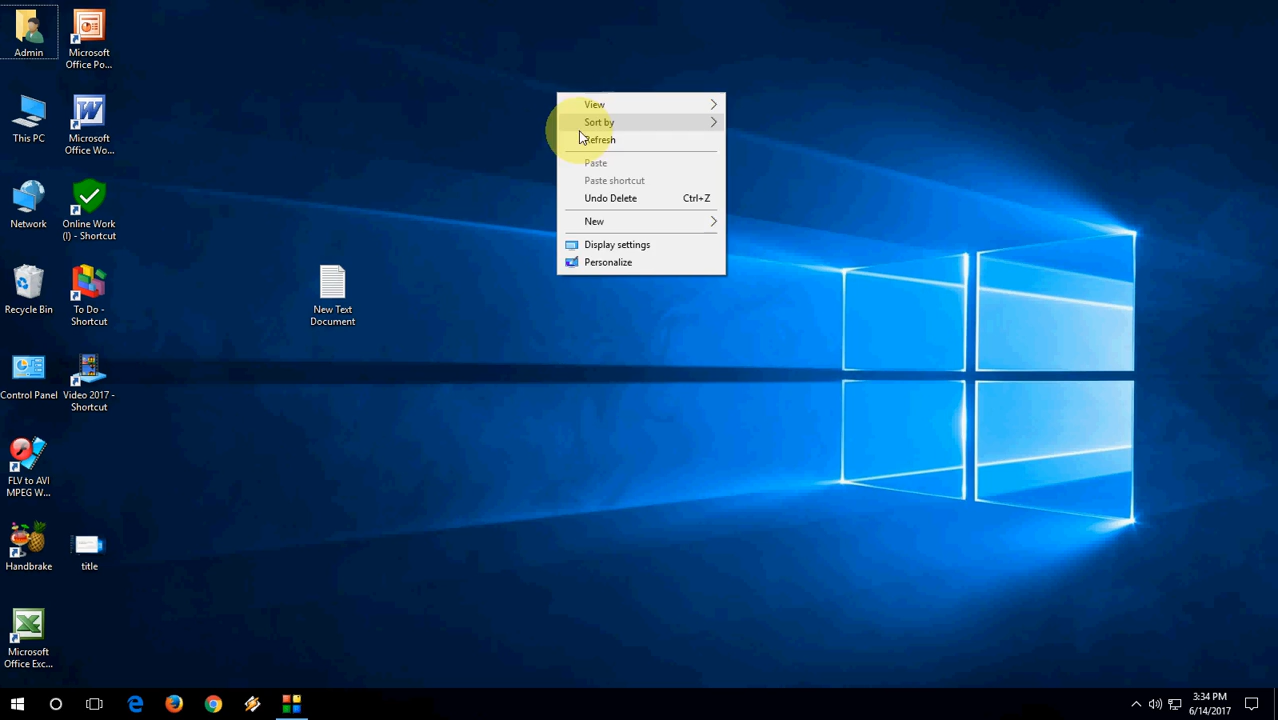 Admin
Microsoft
Office Po...
This PC
Microsoft
Office Wo...
Network
Online Work
(I) - Shortcut
Recycle Bin
To Do -
Shortcut
Control Panel
Video 2017 -
Shortcut
FLV to AVI
MPEG W...
Handbrake
title
Microsoft
Office Exc...
New Text
Document
View
Sort by
Refresh
Paste
Paste shortcut
Undo Delete Ctrl+Z
New
Display settings
Personalize
3:34 PM
6/14/2017